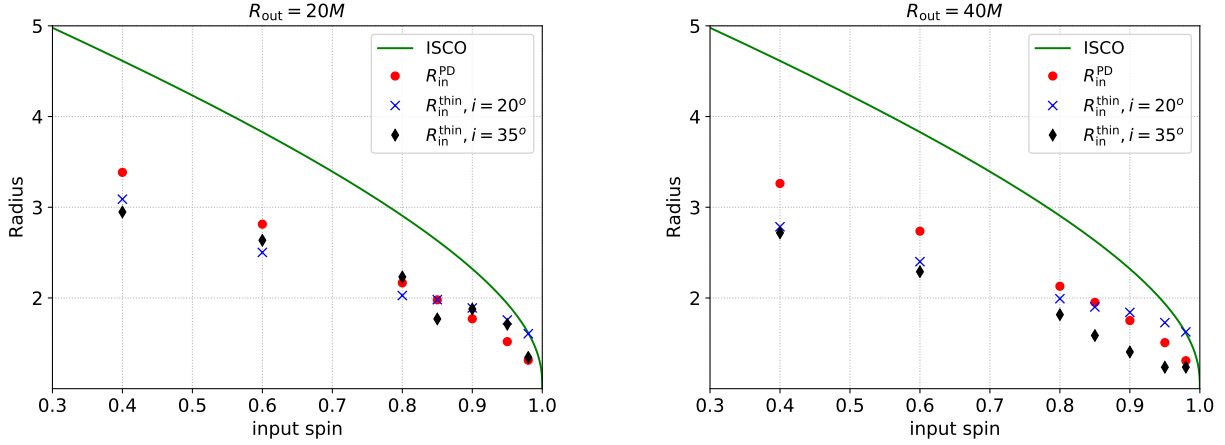 R_out = 20M
5
4
3
2
Radius
ISCO
R_in^PD
R_in^thin, i = 20^o
R_in^thin, i = 35^o
0.3 0.4 0.5 0.6 0.7 0.8 0.9 1.0
input spin
R_out = 40M
5
4
3
2
Radius
ISCO
R_in^PD
R_in^thin, i = 20^o
R_in^thin, i = 35^o
0.3 0.4 0.5 0.6 0.7 0.8 0.9 1.0
input spin